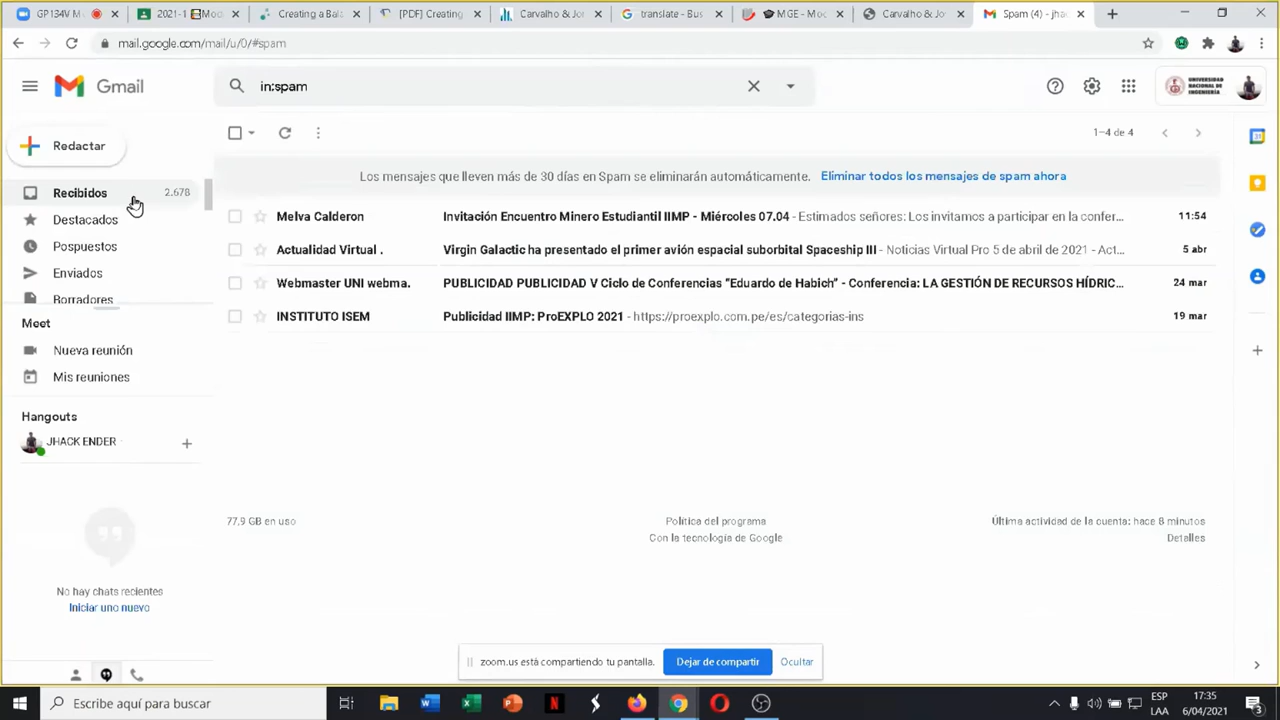 GP134V M
2021-1
Mode
Creating a Bala
[PDF] Creating
Carvalho & Jo
translate - Bus
MGE - Mo
Carvalho & Jo
Spam (4) - jha
mail.google.com/mail/u/0/#spam
Gmail
in:spam
UNIVERSIDAD NACIONAL DE INGENIERÍA
Redactar
1–4 de 4
Los mensajes que lleven más de 30 días en Spam se eliminarán automáticamente. Eliminar todos los mensajes de spam ahora
Recibidos 2.678
Destacados
Pospuestos
Enviados
Borradores
Melva Calderon Invitación Encuentro Minero Estudiantil IIMP - Miércoles 07.04 - Estimados señores: Los invitamos a participar en la confer... 11:54
Actualidad Virtual . Virgin Galactic ha presentado el primer avión espacial suborbital Spaceship III - Noticias Virtual Pro 5 de abril de 2021 - Act... 5 abr
Webmaster UNI webma. PUBLICIDAD PUBLICIDAD V Ciclo de Conferencias "Eduardo de Habich" - Conferencia: LA GESTIÓN DE RECURSOS HÍDRIC... 24 mar
INSTITUTO ISEM Publicidad IIMP: ProEXPLO 2021 - https://proexplo.com.pe/es/categorias-ins 19 mar
Meet
Nueva reunión
Mis reuniones
Hangouts
JHACK ENDER
No hay chats recientes
Iniciar uno nuevo
77,9 GB en uso
Política del programa
Con la tecnología de Google
Última actividad de la cuenta: hace 8 minutos
Detalles
zoom.us está compartiendo tu pantalla. Dejar de compartir Ocultar
Escribe aquí para buscar
ESP
LAA
17:35
6/04/2021
3